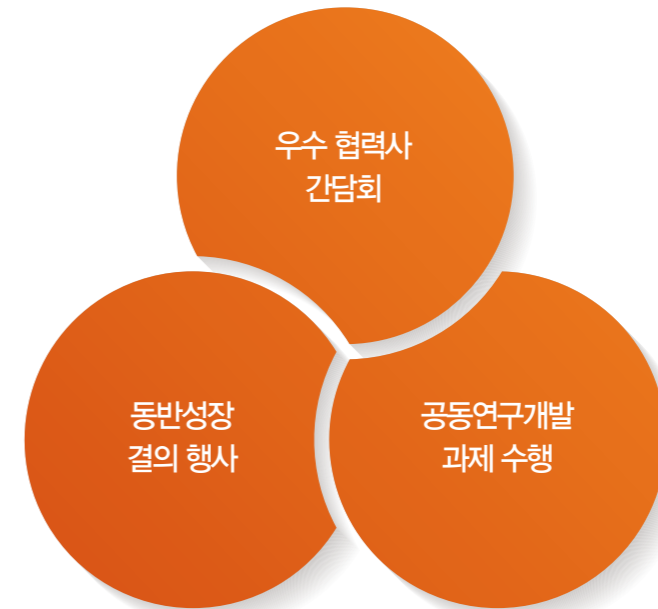 우수 협력사
간담회
동반성장
결의 행사
공동연구개발
과제 수행